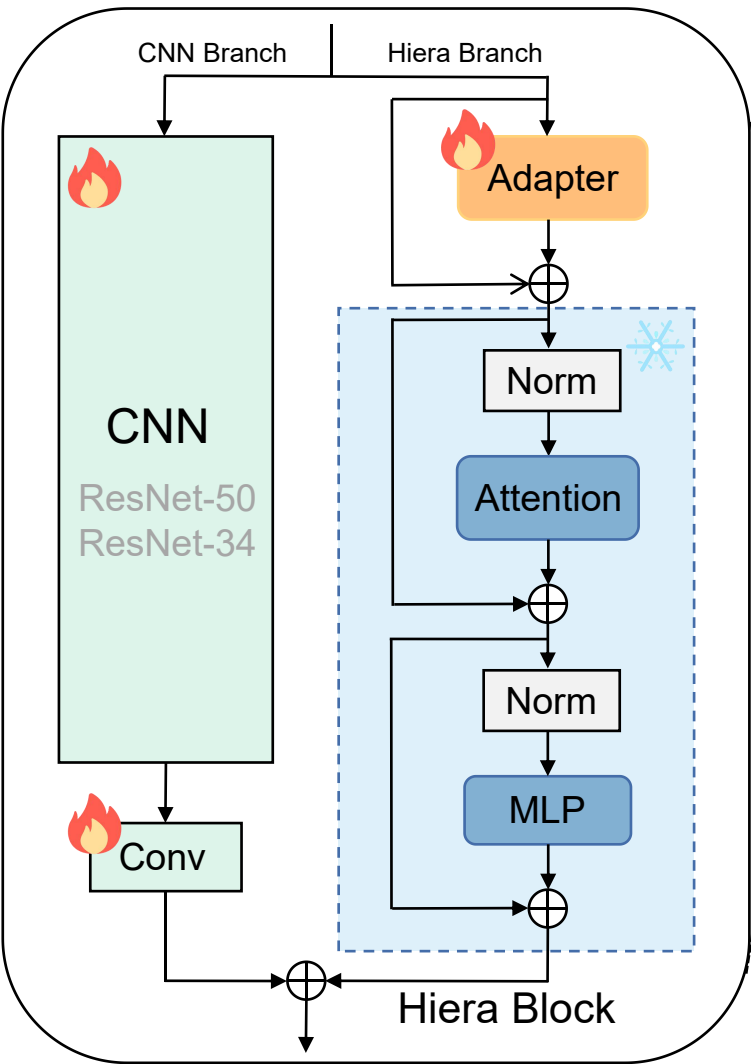 CNN Branch
Hiera Branch
Adapter
Norm
Attention
Norm
MLP
CNN
ResNet-50
ResNet-34
Conv
Hiera Block